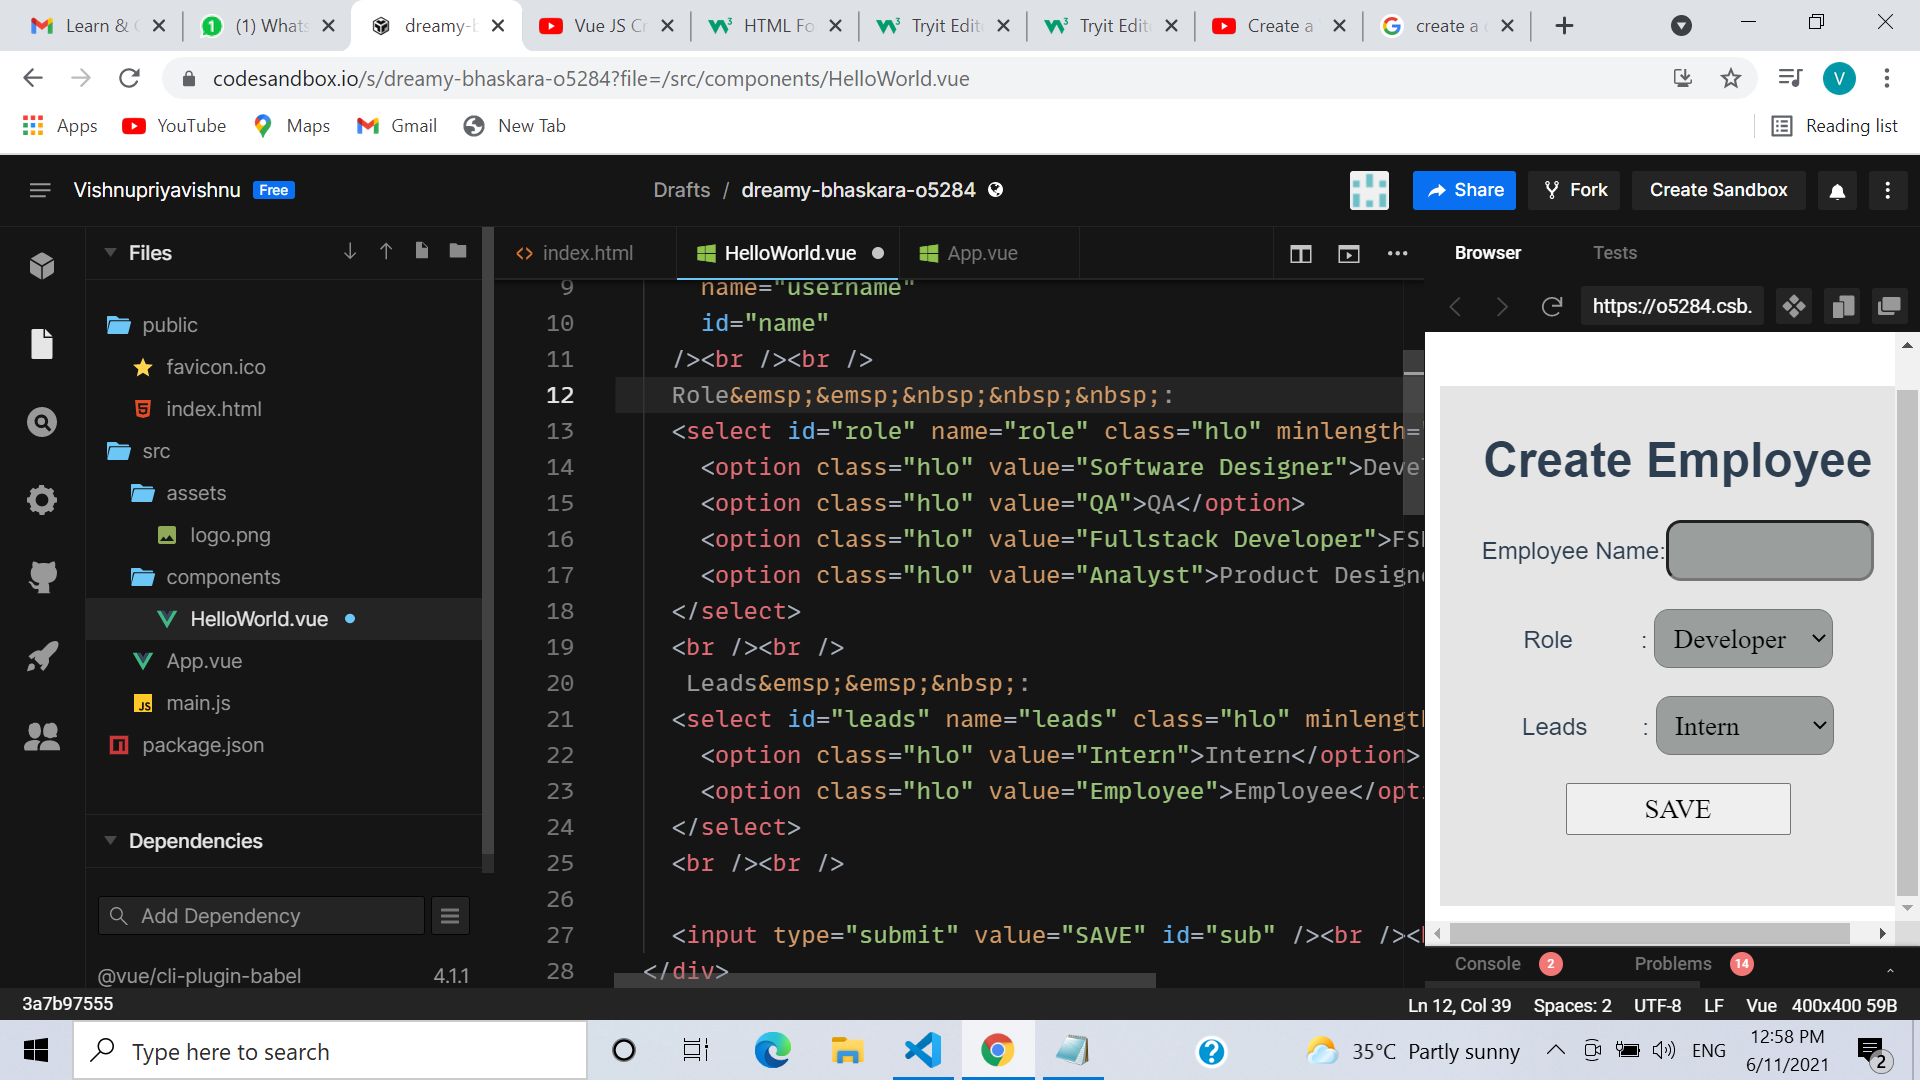 Learn &
(1) Whats
dreamy-b
Vue JS Cr
HTML Fo
Tryit Edit
Tryit Edit
Create a
create a
codesandbox.io/s/dreamy-bhaskara-o5284?file=/src/components/HelloWorld.vue
V
Apps
YouTube
Maps
Gmail
New Tab
Reading list
Vishnupriyavishnu
Free
Drafts / dreamy-bhaskara-o5284
Share
Fork
Create Sandbox
Files
index.html
HelloWorld.vue
App.vue
Browser
Tests
https://o5284.csb.
public
favicon.ico
index.html
src
assets
logo.png
components
HelloWorld.vue
App.vue
main.js
package.json
Dependencies
Add Dependency
@vue/cli-plugin-babel 4.1.1
9 name="username"
10 id="name"
11 /><br /><br />
12 Role&emsp;&emsp;&nbsp;&nbsp;&nbsp;:
13 <select id="role" name="role" class="hlo" minlength=
14 <option class="hlo" value="Software Designer">Deve
15 <option class="hlo" value="QA">QA</option>
16 <option class="hlo" value="Fullstack Developer">FS
17 <option class="hlo" value="Analyst">Product Design
18 </select>
19 <br /><br />
20 Leads&emsp;&emsp;&nbsp;:
21 <select id="leads" name="leads" class="hlo" minlengt
22 <option class="hlo" value="Intern">Intern</option>
23 <option class="hlo" value="Employee">Employee</opt
24 </select>
25 <br /><br />
26
27 <input type="submit" value="SAVE" id="sub" /><br /><
28 </div>
Create Employee
Employee Name:
Role : Developer
Leads : Intern
SAVE
Console 2
Problems 14
3a7b97555
Ln 12, Col 39
Spaces: 2
UTF-8
LF
Vue
400x400 59B
Type here to search
35°C Partly sunny
ENG
12:58 PM
6/11/2021
2